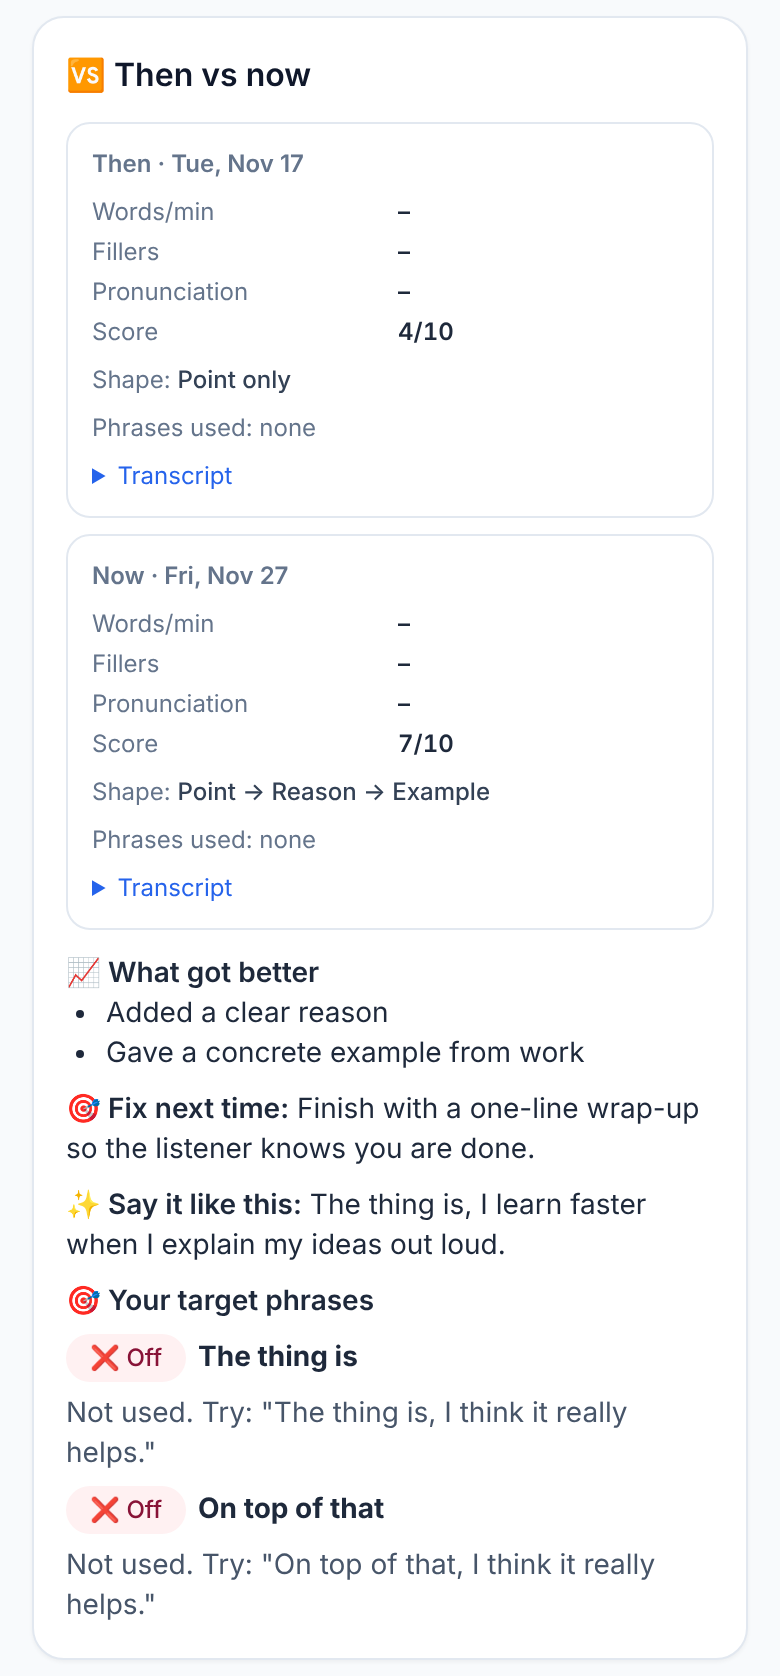 🆚 Then vs now
Then · Tue, Nov 17
Words/min –
Fillers –
Pronunciation –
Score 4/10
Shape: Point only
Phrases used: none
▶ Transcript
Now · Fri, Nov 27
Words/min –
Fillers –
Pronunciation –
Score 7/10
Shape: Point → Reason → Example
Phrases used: none
▶ Transcript
📈 What got better
• Added a clear reason
• Gave a concrete example from work
🎯 Fix next time: Finish with a one-line wrap-up
so the listener knows you are done.
✨ Say it like this: The thing is, I learn faster
when I explain my ideas out loud.
🎯 Your target phrases
❌ Off The thing is
Not used. Try: "The thing is, I think it really
helps."
❌ Off On top of that
Not used. Try: "On top of that, I think it really
helps."